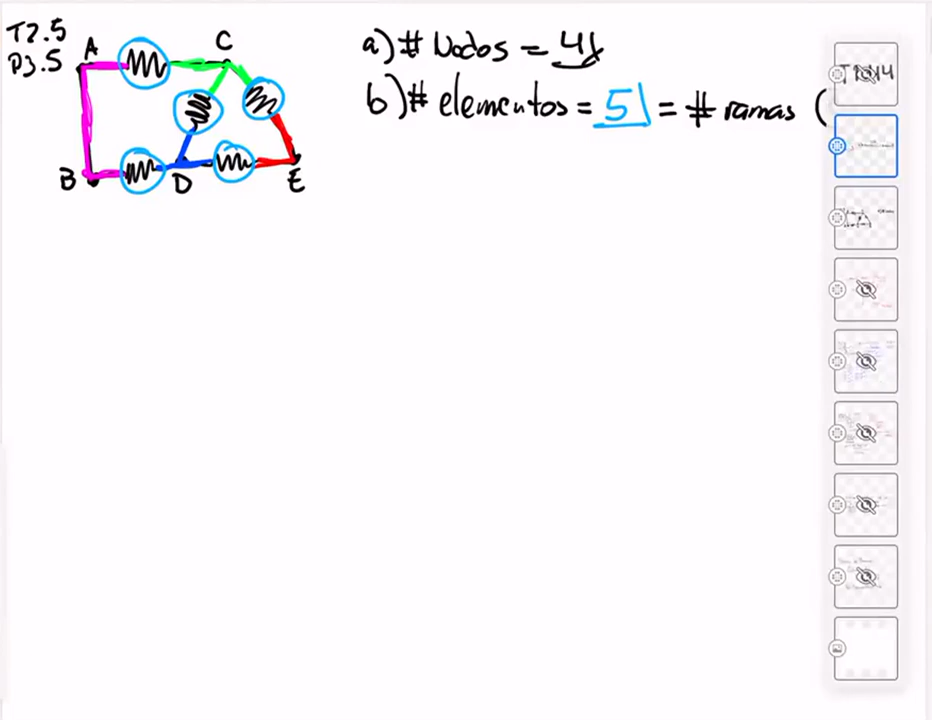 T2.5
P3.5
A
C
B
D
E
a) # Nodos = 4
b) # elementos = 5 = # ramas (